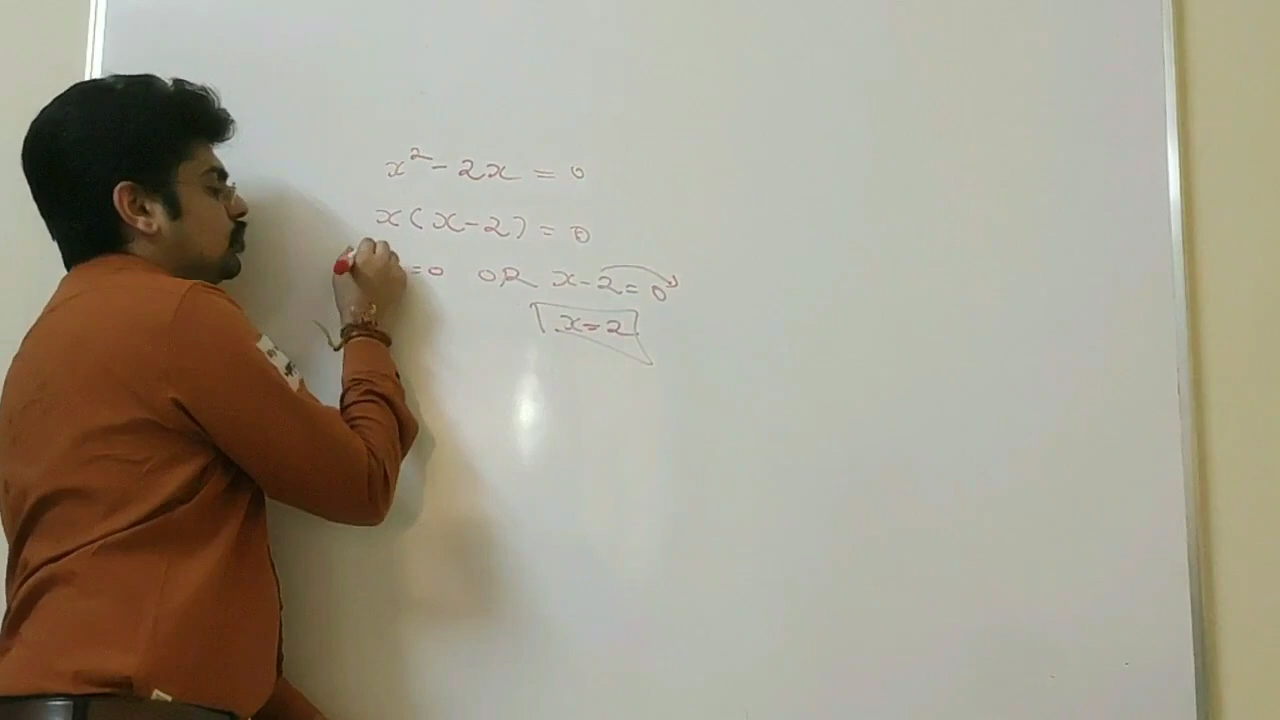 x² - 2x = 0
x(x-2) = 0
=0 OR x-2=0
x=2